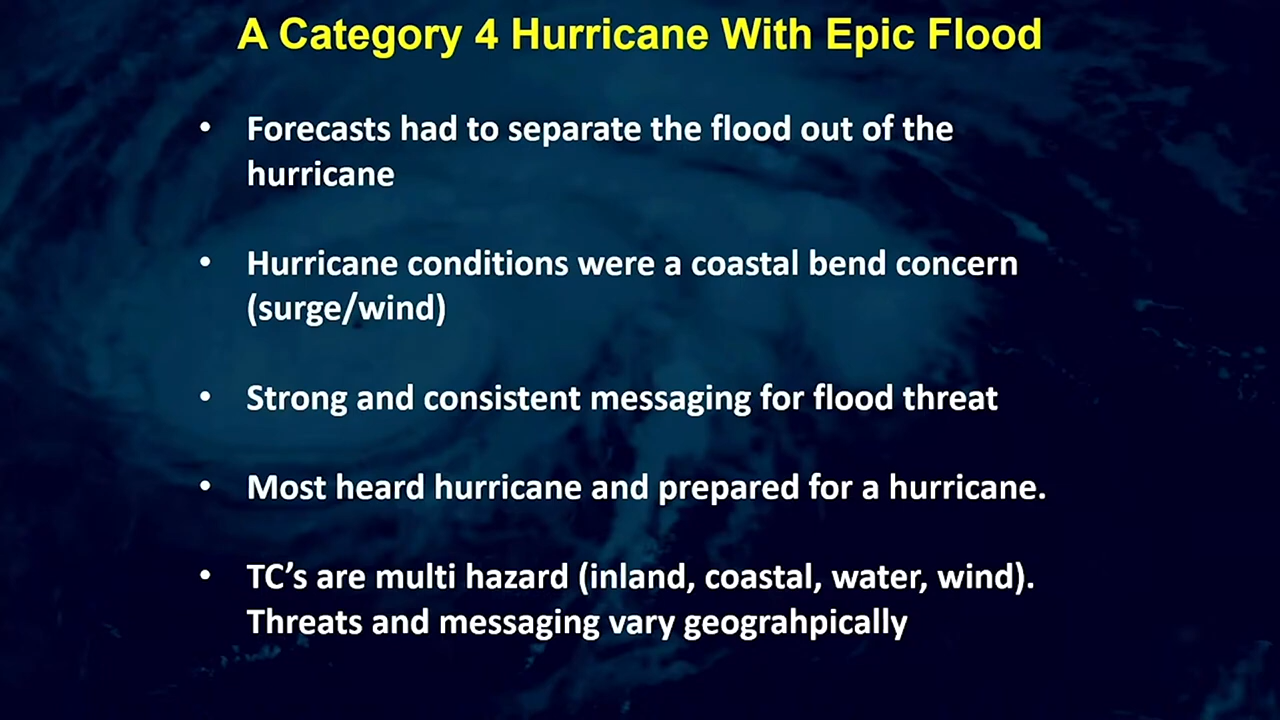 A Category 4 Hurricane With Epic Flood
• Forecasts had to separate the flood out of the
hurricane
• Hurricane conditions were a coastal bend concern
(surge/wind)
• Strong and consistent messaging for flood threat
• Most heard hurricane and prepared for a hurricane.
• TC’s are multi hazard (inland, coastal, water, wind).
Threats and messaging vary geograhpically